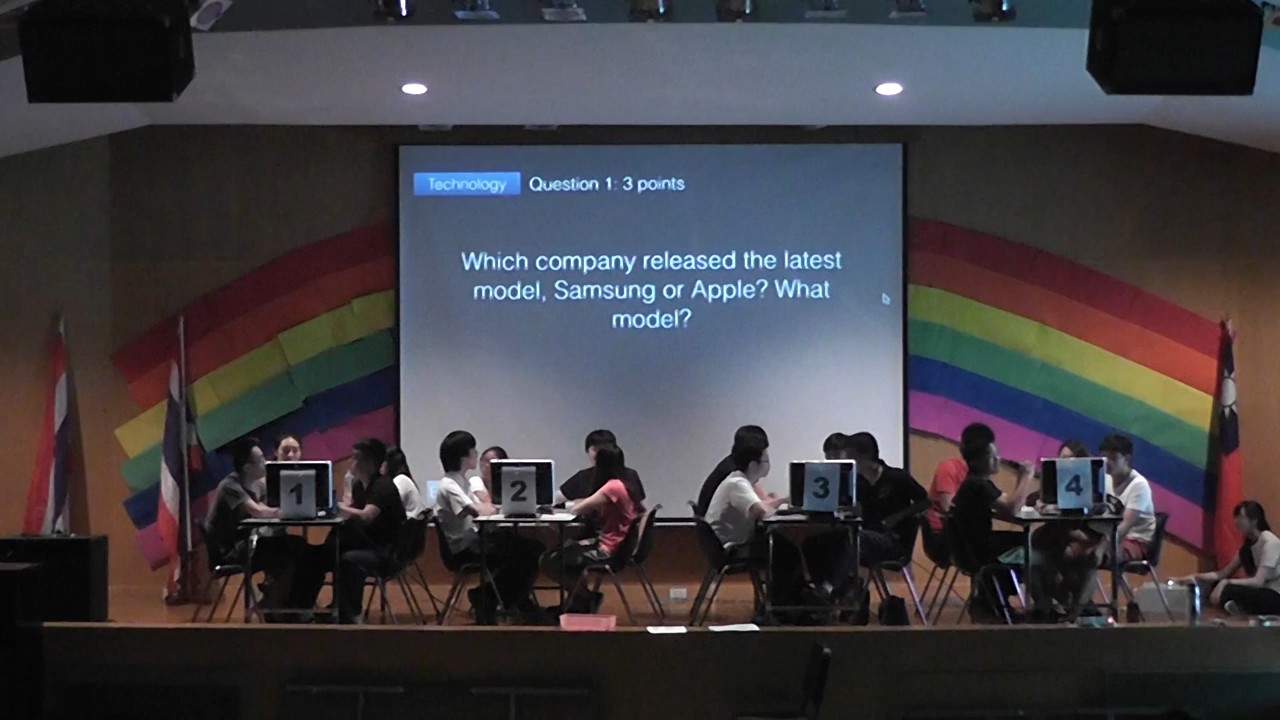 Technology Question 1: 3 points
Which company released the latest
model, Samsung or Apple? What
model?
1
2
3
4